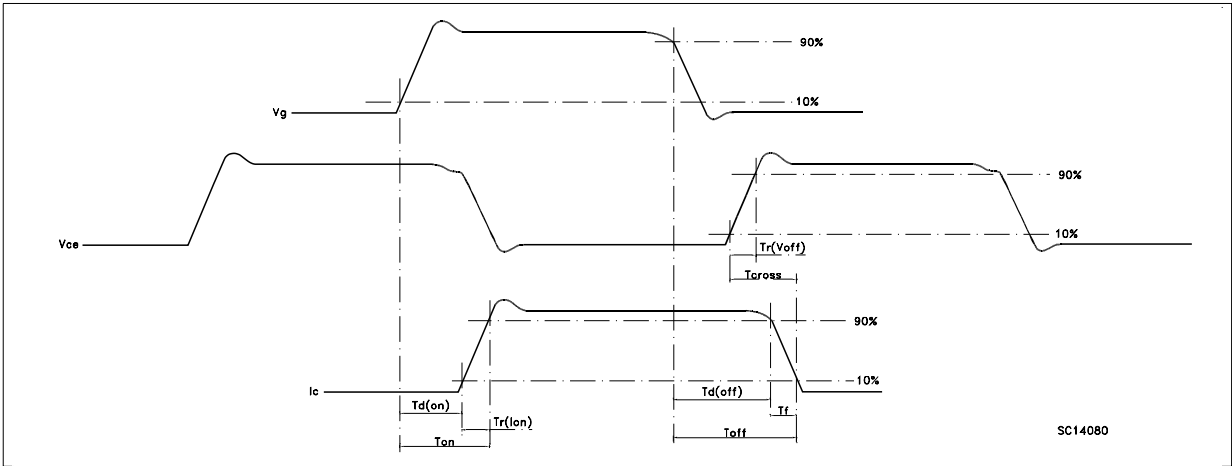 90%
10%
Vg
90%
Vce
10%
Tr(Voff)
Tcross
90%
10%
Ic
Td(on)
Td(off)
Tr(Ion)
Tf
Ton
Toff
SC14080